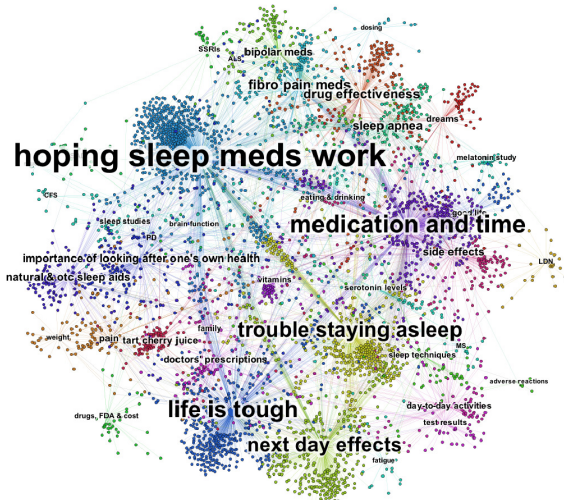 dosing
SSRIs
ALS
bipolar meds
fibro pain meds
drug effectiveness
dreams
sleep apnea
hoping sleep meds work
melatonin study
CFS
eating & drinking
good life
sleep studies
brain function
medication and time
PD
side effects
importance of looking after one's own health
LDN
natural & otc sleep aids
vitamins
serotonin levels
family
trouble staying asleep
weight
pain
tart cherry juice
MS
doctors' prescriptions
sleep techniques
adverse reactions
life is tough
day-to-day activities
drugs, FDA & cost
test results
next day effects
fatigue